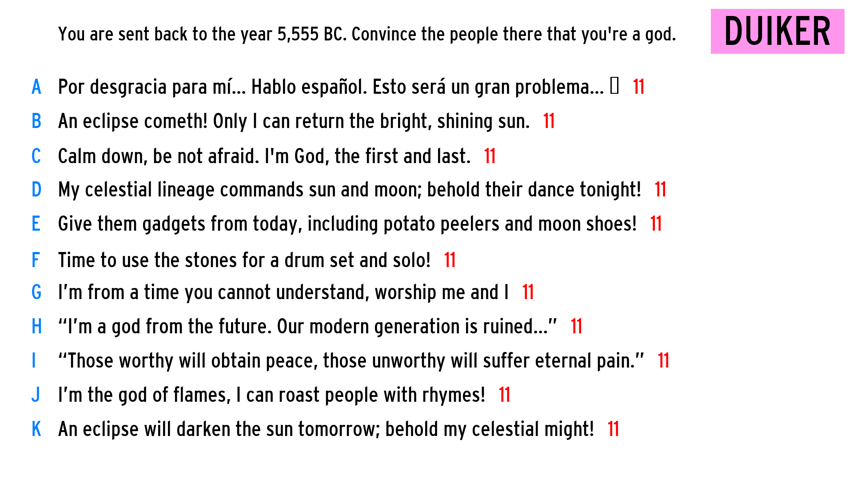 You are sent back to the year 5,555 BC. Convince the people there that you're a god.
DUIKER
A Por desgracia para mí... Hablo español. Esto será un gran problema... ▯ 11
B An eclipse cometh! Only I can return the bright, shining sun. 11
C Calm down, be not afraid. I'm God, the first and last. 11
D My celestial lineage commands sun and moon; behold their dance tonight! 11
E Give them gadgets from today, including potato peelers and moon shoes! 11
F Time to use the stones for a drum set and solo! 11
G I’m from a time you cannot understand, worship me and I 11
H “I’m a god from the future. Our modern generation is ruined...” 11
I “Those worthy will obtain peace, those unworthy will suffer eternal pain.” 11
J I’m the god of flames, I can roast people with rhymes! 11
K An eclipse will darken the sun tomorrow; behold my celestial might! 11